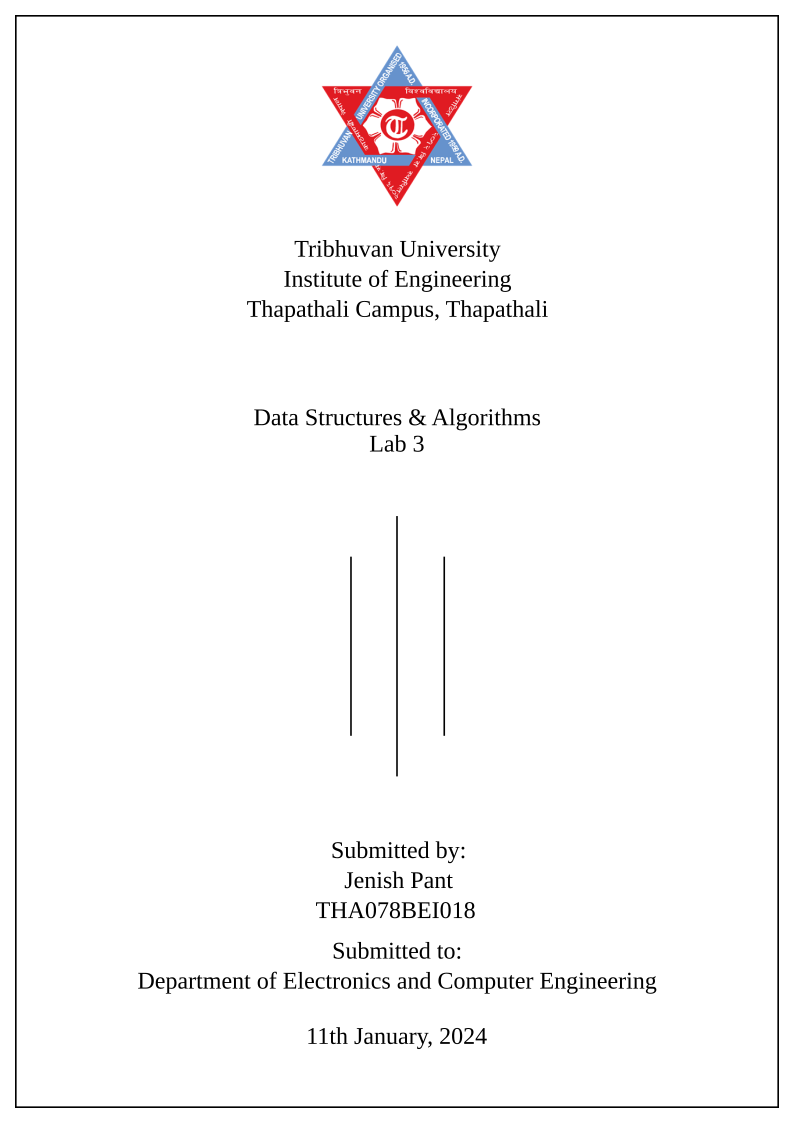 UNIVERSITY ORGANISED
1956 A.D.
त्रिभुवन
विश्वविद्यालय
INCORPORATED 1959 A.D.
TRIBHUVAN
KATHMANDU
NEPAL
T
Tribhuvan University
Institute of Engineering
Thapathali Campus, Thapathali
Data Structures & Algorithms
Lab 3
Submitted by:
Jenish Pant
THA078BEI018
Submitted to:
Department of Electronics and Computer Engineering
11th January, 2024